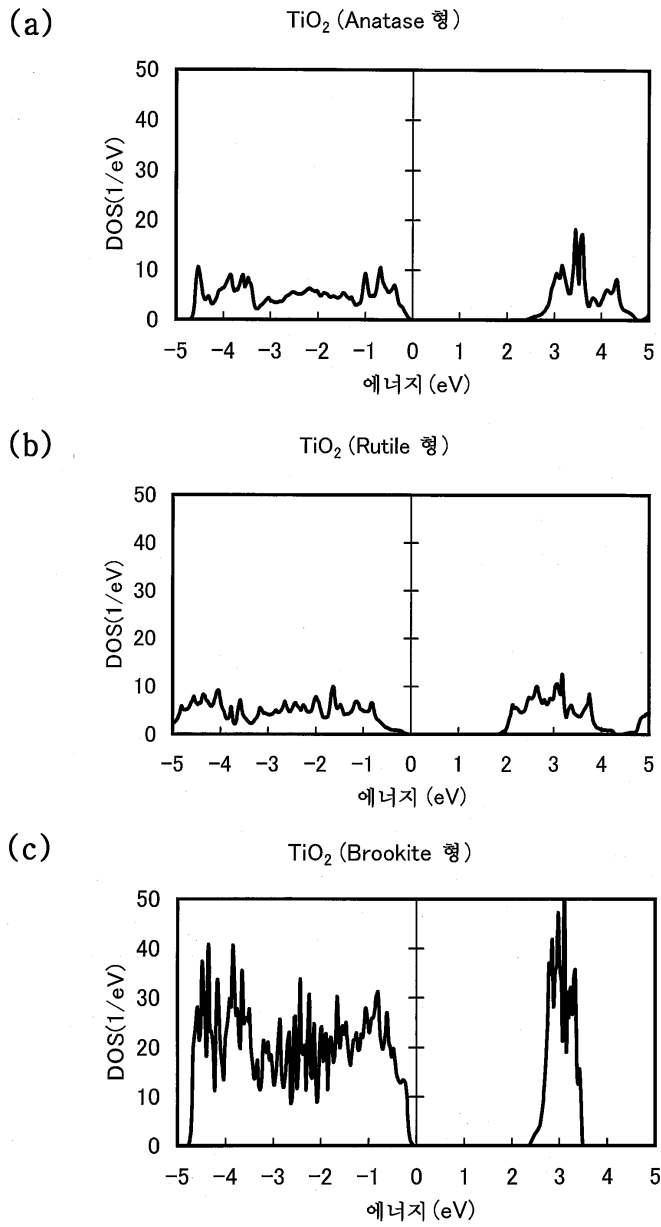 (a)
TiO₂ (Anatase 형)
50
40
30
20
10
0
DOS(1/eV)
−5 −4 −3 −2 −1 0 1 2 3 4 5
에너지 (eV)
(b)
TiO₂ (Rutile 형)
50
40
30
20
10
0
DOS(1/eV)
−5 −4 −3 −2 −1 0 1 2 3 4 5
에너지 (eV)
(c)
TiO₂ (Brookite 형)
50
40
30
20
10
0
DOS(1/eV)
−5 −4 −3 −2 −1 0 1 2 3 4 5
에너지 (eV)